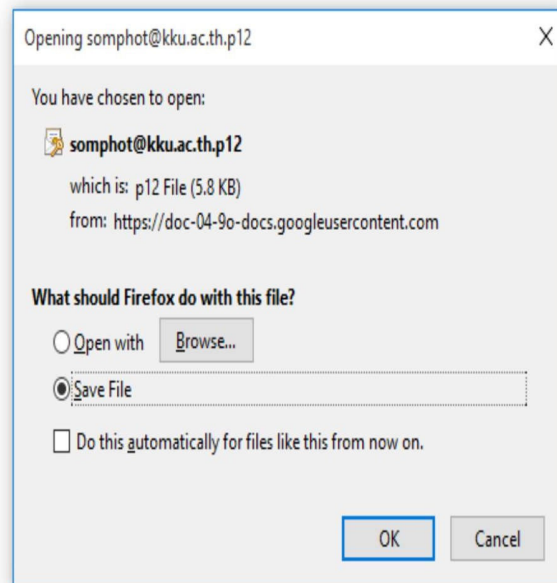 Opening somphot@kku.ac.th.p12 X
You have chosen to open:
somphot@kku.ac.th.p12
which is: p12 File (5.8 KB)
from: https://doc-04-9o-docs.googleusercontent.com
What should Firefox do with this file?
Open with Browse...
Save File
Do this automatically for files like this from now on.
OK Cancel